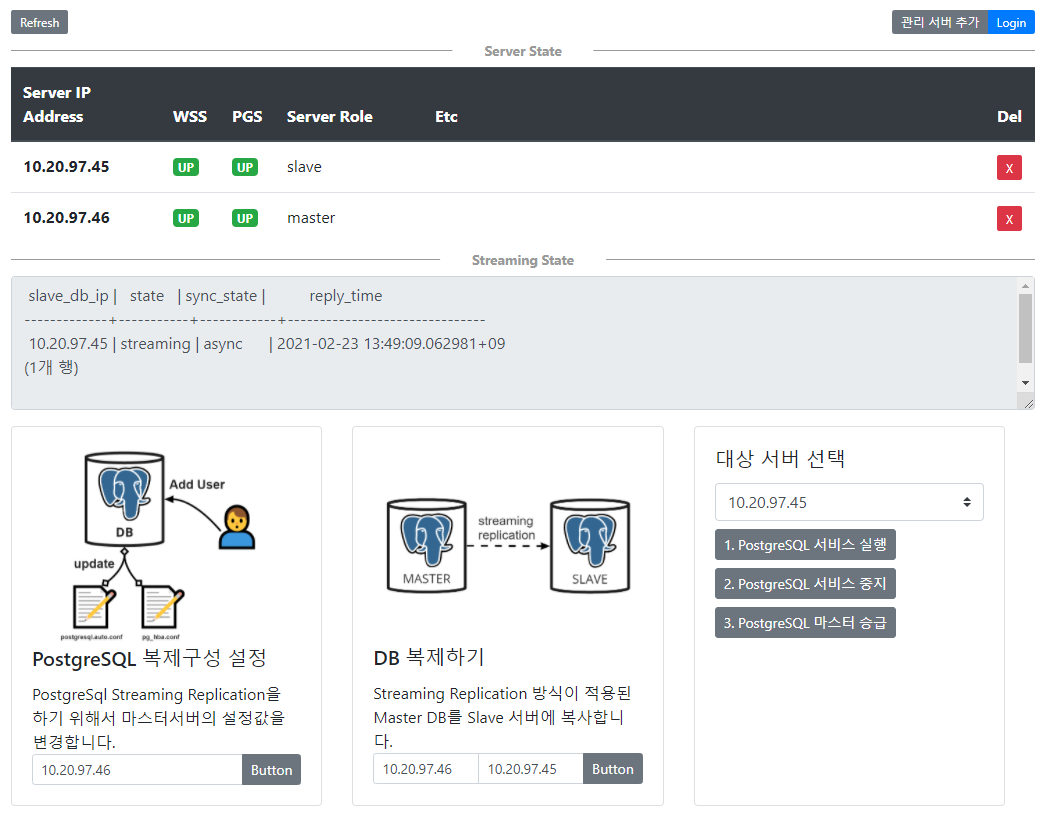 Refresh
관리 서버 추가
Login
Server State
Server IP
Address WSS PGS Server Role Etc Del
10.20.97.45 UP UP slave X
10.20.97.46 UP UP master X
Streaming State
slave_db_ip | state | sync_state | reply_time
------------+-----------+------------+-------------------------------
10.20.97.45 | streaming | async | 2021-02-23 13:49:09.062981+09
(1개 행)
Add User
DB
update
postgresql.auto.conf pg_hba.conf
PostgreSQL 복제구성 설정
PostgreSql Streaming Replication을
하기 위해서 마스터서버의 설정값을
변경합니다.
10.20.97.46 Button
streaming
replication
MASTER SLAVE
DB 복제하기
Streaming Replication 방식이 적용된
Master DB를 Slave 서버에 복사합니
다.
10.20.97.46 10.20.97.45 Button
대상 서버 선택
10.20.97.45
1. PostgreSQL 서비스 실행
2. PostgreSQL 서비스 중지
3. PostgreSQL 마스터 승급